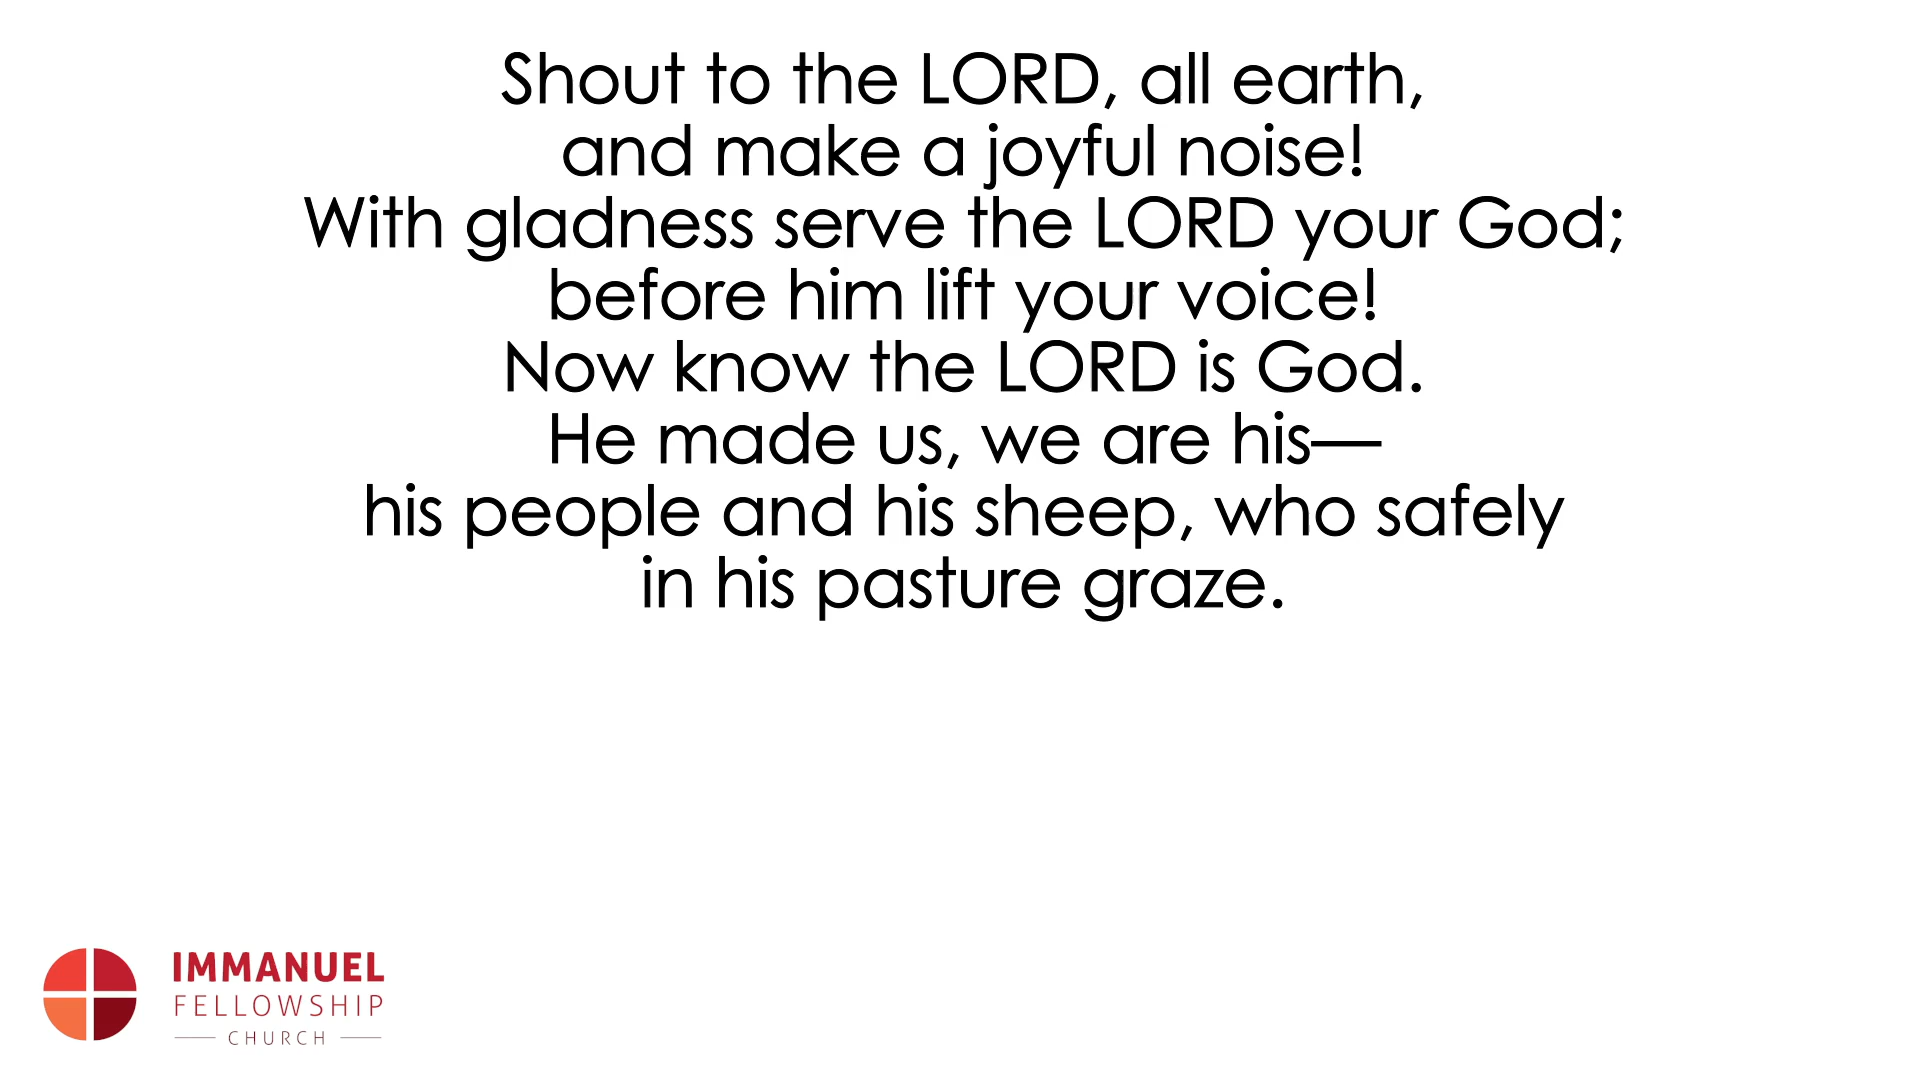 Shout to the LORD, all earth,
and make a joyful noise!
With gladness serve the LORD your God;
before him lift your voice!
Now know the LORD is God.
He made us, we are his—
his people and his sheep, who safely
in his pasture graze.
IMMANUEL
FELLOWSHIP
CHURCH